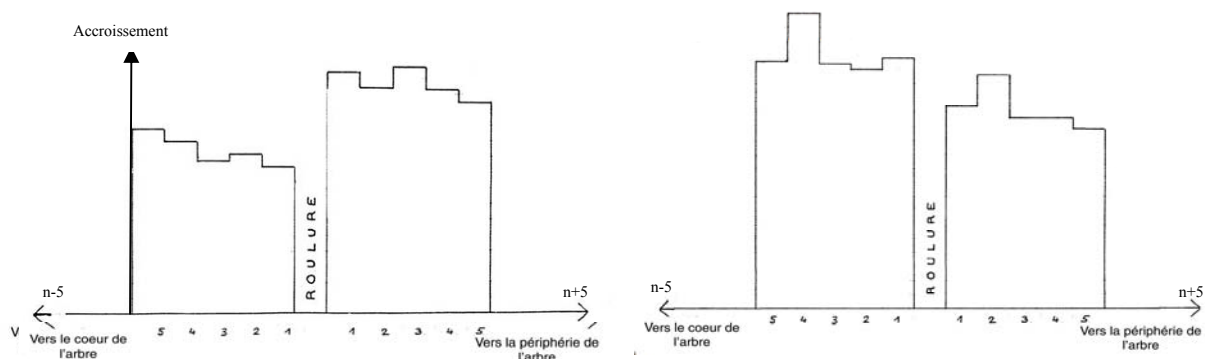 Accroissement
ROULURE
n-5
n+5
V
5 4 3 2 1 1 2 3 4 5
Vers le coeur de
l'arbre
Vers la périphérie de
l'arbre
ROULURE
n-5
n+5
5 4 3 2 1 1 2 3 4 5
Vers le coeur de
l'arbre
Vers la périphérie de
l'arbre